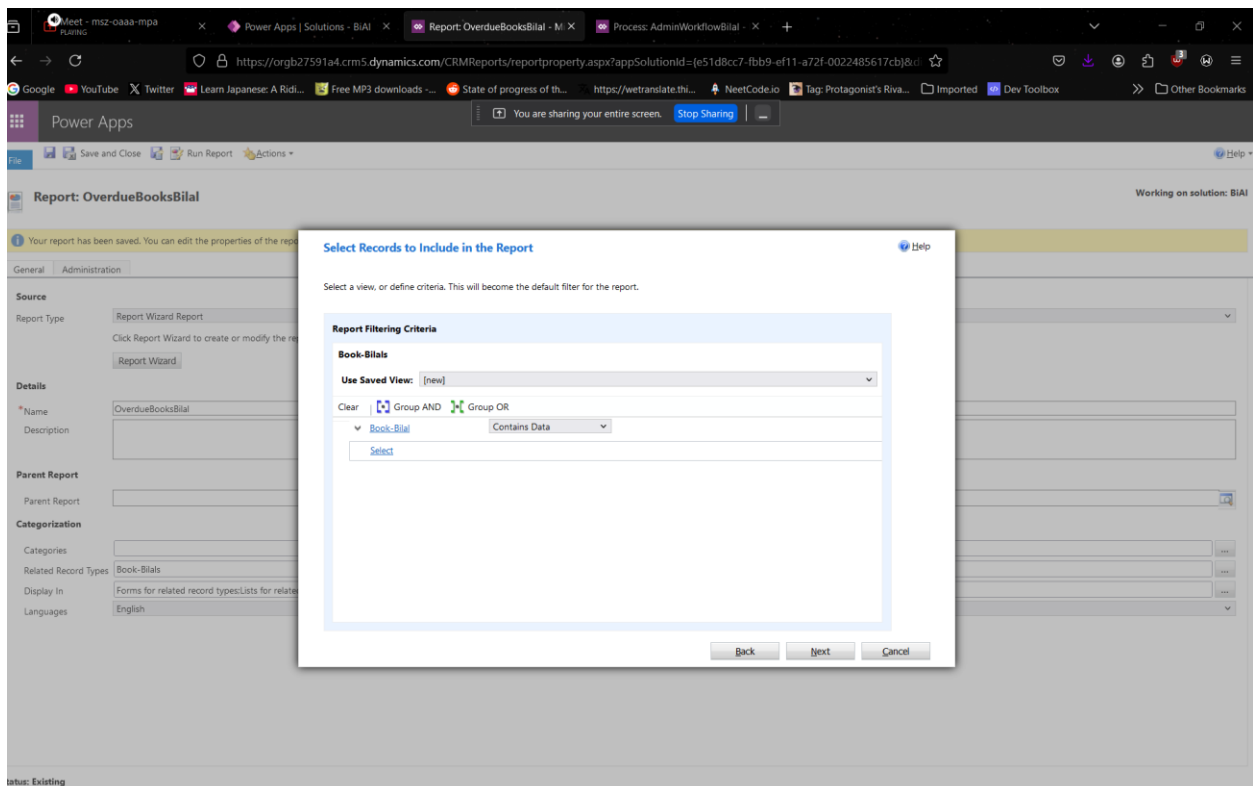 Meet - msz-oaaa-mpa
PLAYING
Power Apps | Solutions - BiAl
Report: OverdueBooksBilal - M
Process: AdminWorkflowBilal -
https://orgb27591a4.crm5.dynamics.com/CRMReports/reportproperty.aspx?appSolutionId={e51d8cc7-fbb9-ef11-a72f-0022485617cb}&
3
Google YouTube Twitter Learn Japanese: A Ridi... Free MP3 downloads -... State of progress of th... https://wetranslate.thi... NeetCode.io Tag: Protagonist's Riva... Imported Dev Toolbox Other Bookmarks
Power Apps
You are sharing your entire screen. Stop Sharing
File Save and Close Run Report Actions Help
Report: OverdueBooksBilal
Working on solution: BiAl
Your report has been saved. You can edit the properties of the repo
General Administration
Source
Report Type Report Wizard Report
Click Report Wizard to create or modify the re
Report Wizard
Details
*Name OverdueBooksBilal
Description
Parent Report
Parent Report
Categorization
Categories ...
Related Record Types Book-Bilals ...
Display In Forms for related record types;Lists for relate ...
Languages English
Status: Existing
Select Records to Include in the Report
Help
Select a view, or define criteria. This will become the default filter for the report.
Report Filtering Criteria
Book-Bilals
Use Saved View: [new]
Clear Group AND Group OR
Book-Bilal Contains Data
Select
Back Next Cancel